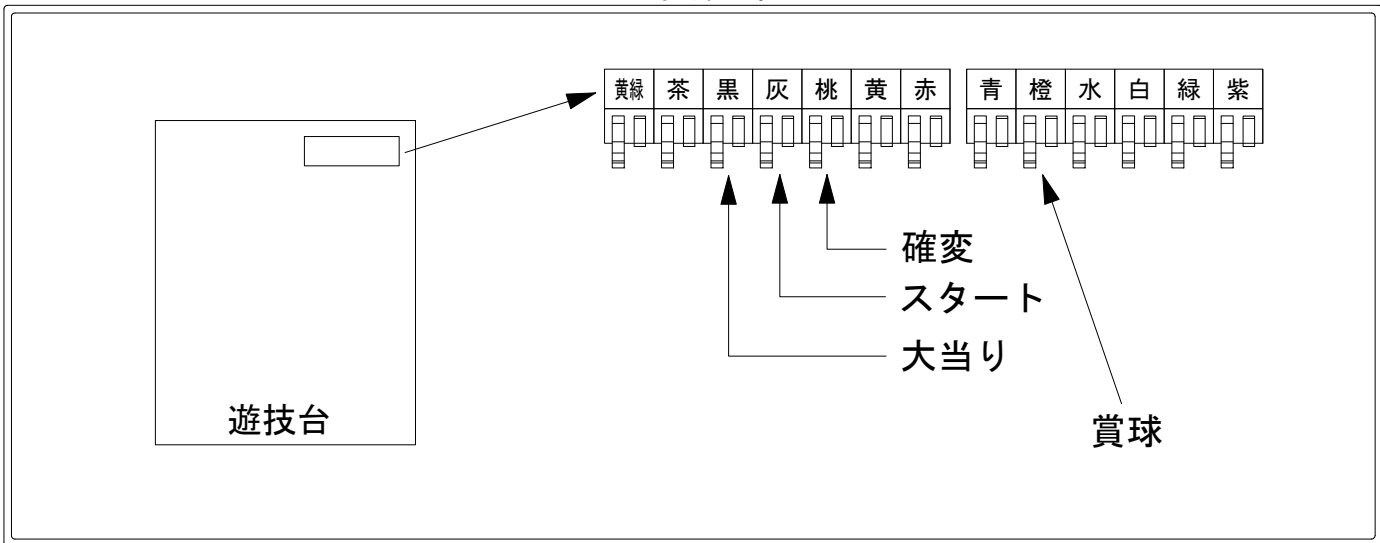 黄緑 茶 黒 灰 桃 黄 赤 青 橙 水 白 緑 紫
確変
スタート
大当り
賞球
遊技台